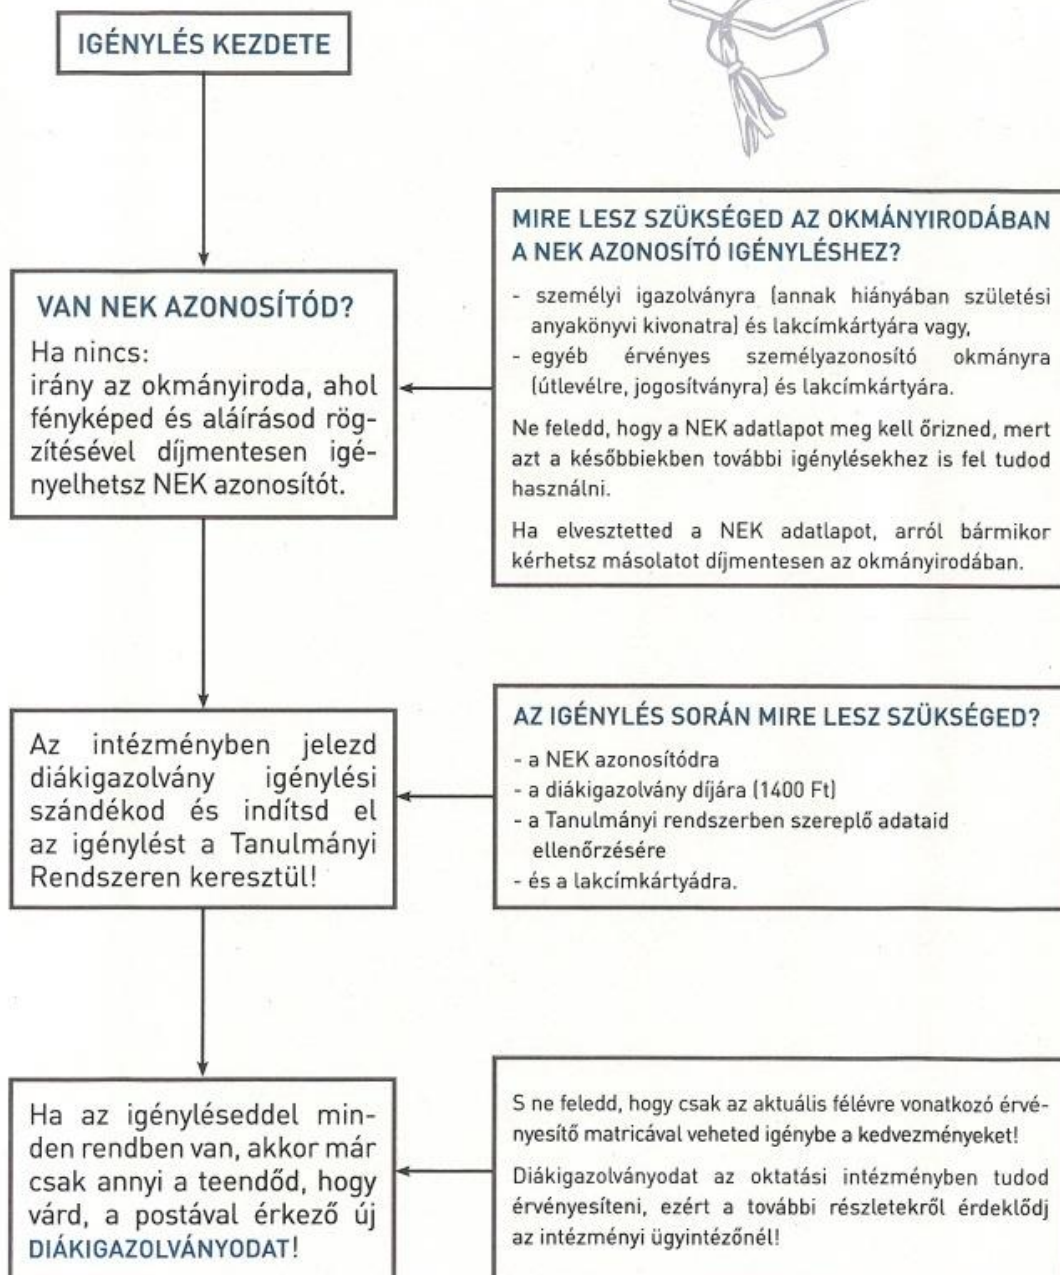 IGÉNYLÉS KEZDETE
VAN NEK AZONOSÍTÓD?
Ha nincs:
irány az okmányiroda, ahol
fényképed és aláírásod rög-
zítésével díjmentesen igé-
nyelhetsz NEK azonosítót.
MIRE LESZ SZÜKSÉGED AZ OKMÁNYIRODÁBAN
A NEK AZONOSÍTÓ IGÉNYLÉSHEZ?
- személyi igazolványra (annak hiányában születési
anyakönyvi kivonatra) és lakcímkártyára vagy,
- egyéb érvényes személyazonosító okmányra
(útlevélre, jogosítványra) és lakcímkártyára.
Ne feledd, hogy a NEK adatlapot meg kell őrizned, mert
azt a későbbiekben további igénylésekhez is fel tudod
használni.
Ha elvesztetted a NEK adatlapot, arról bármikor
kérhetsz másolatot díjmentesen az okmányirodában.
Az intézményben jelezd
diákigazolvány igénylési
szándékod és indítsd el
az igénylést a Tanulmányi
Rendszeren keresztül!
AZ IGÉNYLÉS SORÁN MIRE LESZ SZÜKSÉGED?
- a NEK azonosítódra
- a diákigazolvány díjára (1400 Ft)
- a Tanulmányi rendszerben szereplő adataid
ellenőrzésére
- és a lakcímkártyádra.
Ha az igényléseddel min-
den rendben van, akkor már
csak annyi a teendőd, hogy
várd, a postával érkező új
DIÁKIGAZOLVÁNYODAT!
S ne feledd, hogy csak az aktuális félévre vonatkozó érvé-
nyesítő matricával veheted igénybe a kedvezményeket!
Diákigazolványodat az oktatási intézményben tudod
érvényesíteni, ezért a további részletekről érdeklődj
az intézményi ügyintézőnél!